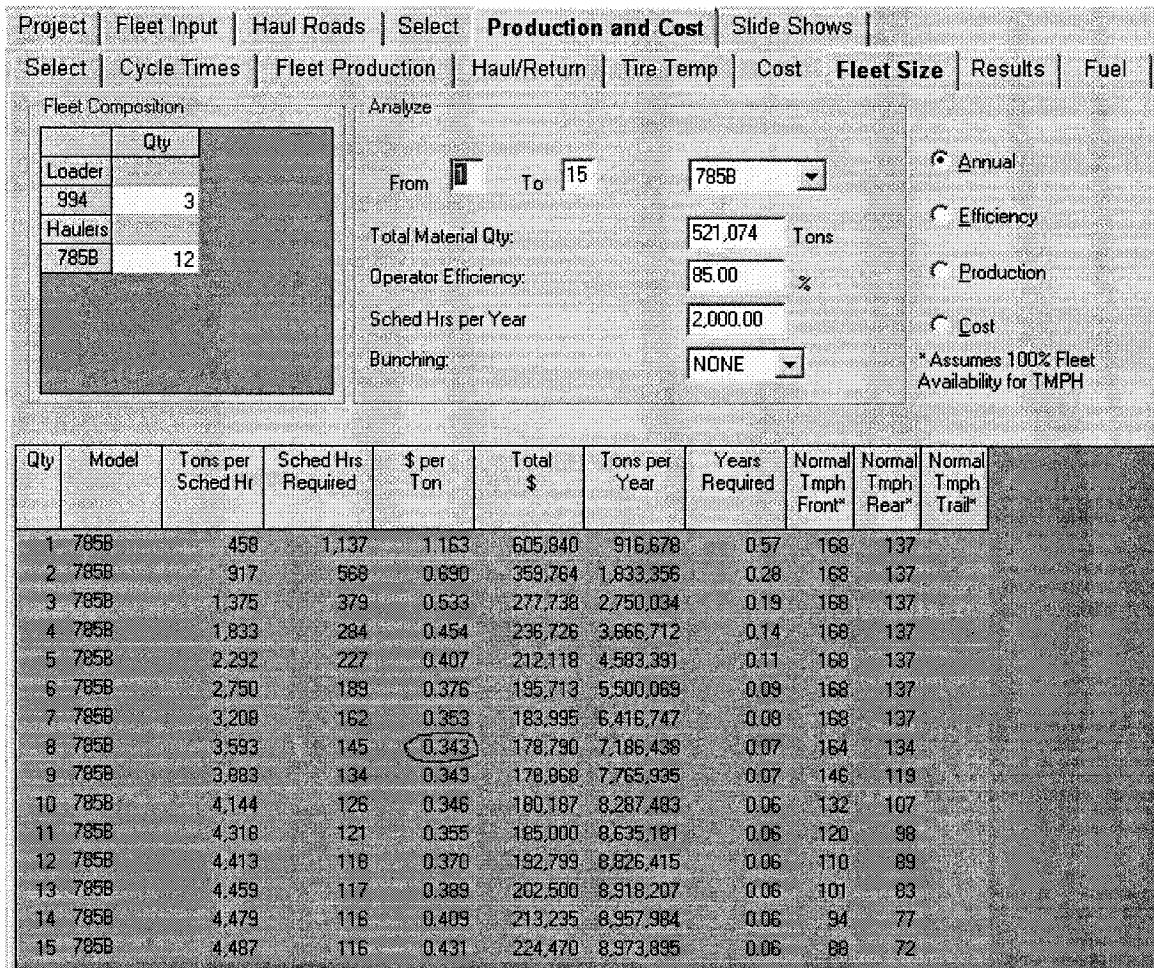 Project Fleet Input Haul Roads Select Production and Cost Slide Shows
Select Cycle Times Fleet Production Haul/Return Tire Temp Cost Fleet Size Results Fuel
Fleet Composition
Qty
Loader
994 3
Haulers
785B 12
Analyze
From 1 To 15 785B
Total Material Qty: 521,074 Tons
Operator Efficiency: 85.00 %
Sched Hrs per Year 2,000.00
Bunching: NONE
Annual
Efficiency
Production
Cost
* Assumes 100% Fleet
Availability for TMPH
Qty Model Tons per Sched Hr Sched Hrs Required $ per Ton Total $ Tons per Year Years Required Normal Tmph Front* Normal Tmph Rear* Normal Tmph Trail*
1 785B 458 1,137 1.163 605,840 916,678 0.57 168 137
2 785B 917 568 0.690 359,764 1,833,356 0.28 168 137
3 785B 1,375 379 0.533 277,738 2,750,034 0.19 168 137
4 785B 1,833 284 0.454 236,726 3,666,712 0.14 168 137
5 785B 2,292 227 0.407 212,118 4,583,391 0.11 168 137
6 785B 2,750 189 0.376 195,713 5,500,069 0.09 168 137
7 785B 3,208 162 0.353 183,995 6,416,747 0.08 168 137
8 785B 3,593 145 0.343 178,790 7,186,438 0.07 164 134
9 785B 3,883 134 0.343 178,868 7,765,935 0.07 146 119
10 785B 4,144 126 0.346 180,187 8,287,483 0.06 132 107
11 785B 4,318 121 0.355 185,000 8,635,181 0.06 120 98
12 785B 4,413 118 0.370 192,799 8,826,415 0.06 110 89
13 785B 4,459 117 0.389 202,500 8,918,207 0.06 101 83
14 785B 4,479 116 0.409 213,235 8,957,984 0.06 94 77
15 785B 4,487 116 0.431 224,470 8,973,895 0.06 88 72